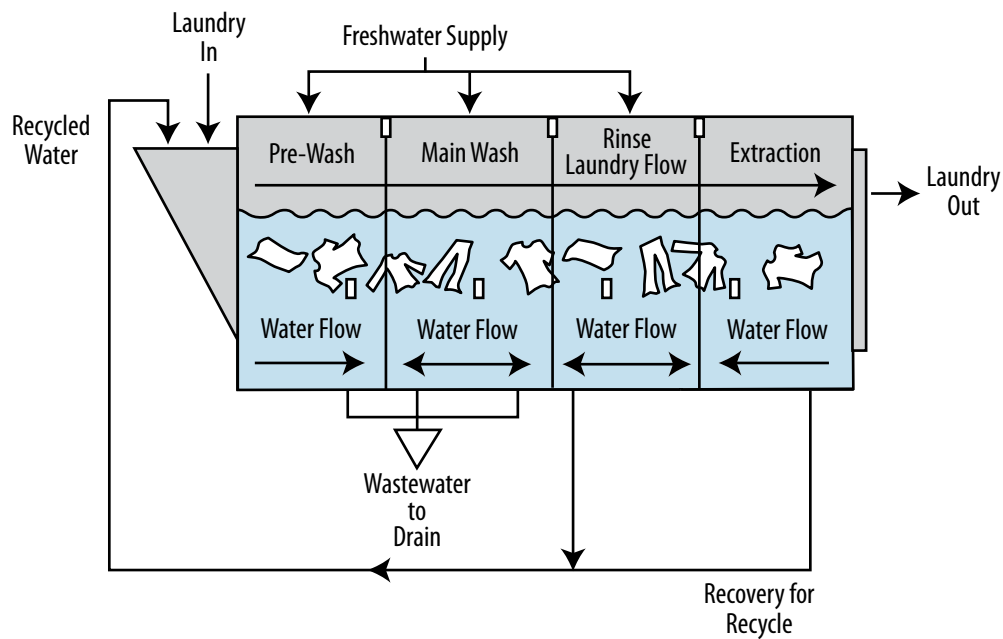 Laundry
In
Freshwater Supply
Recycled
Water
Pre-Wash
Main Wash
Rinse
Laundry Flow
Extraction
Laundry
Out
Water Flow
Water Flow
Water Flow
Water Flow
Wastewater
to
Drain
Recovery for
Recycle